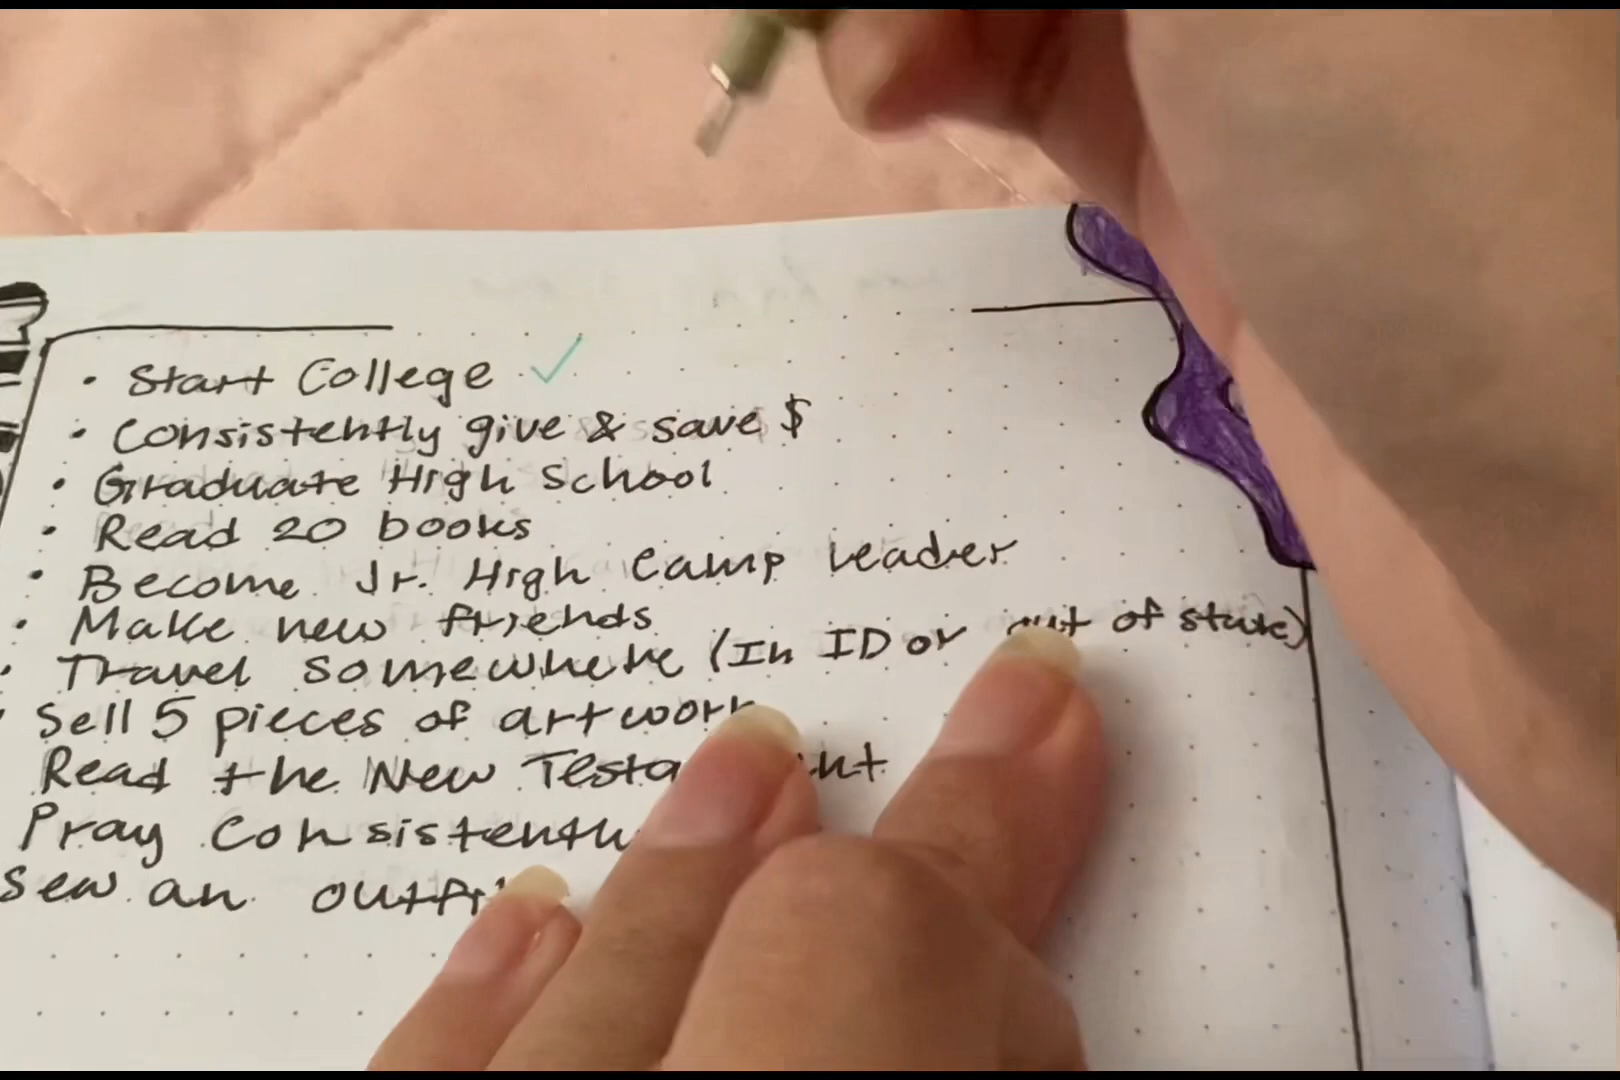 • Start College ✓
• Consistently give & save $
• Graduate High School
• Read 20 books
• Become Jr. High Camp Leader
• Make new friends
• Travel somewhere (In ID or out of state)
• Sell 5 pieces of artwork
Read the New
Pray
Sew an